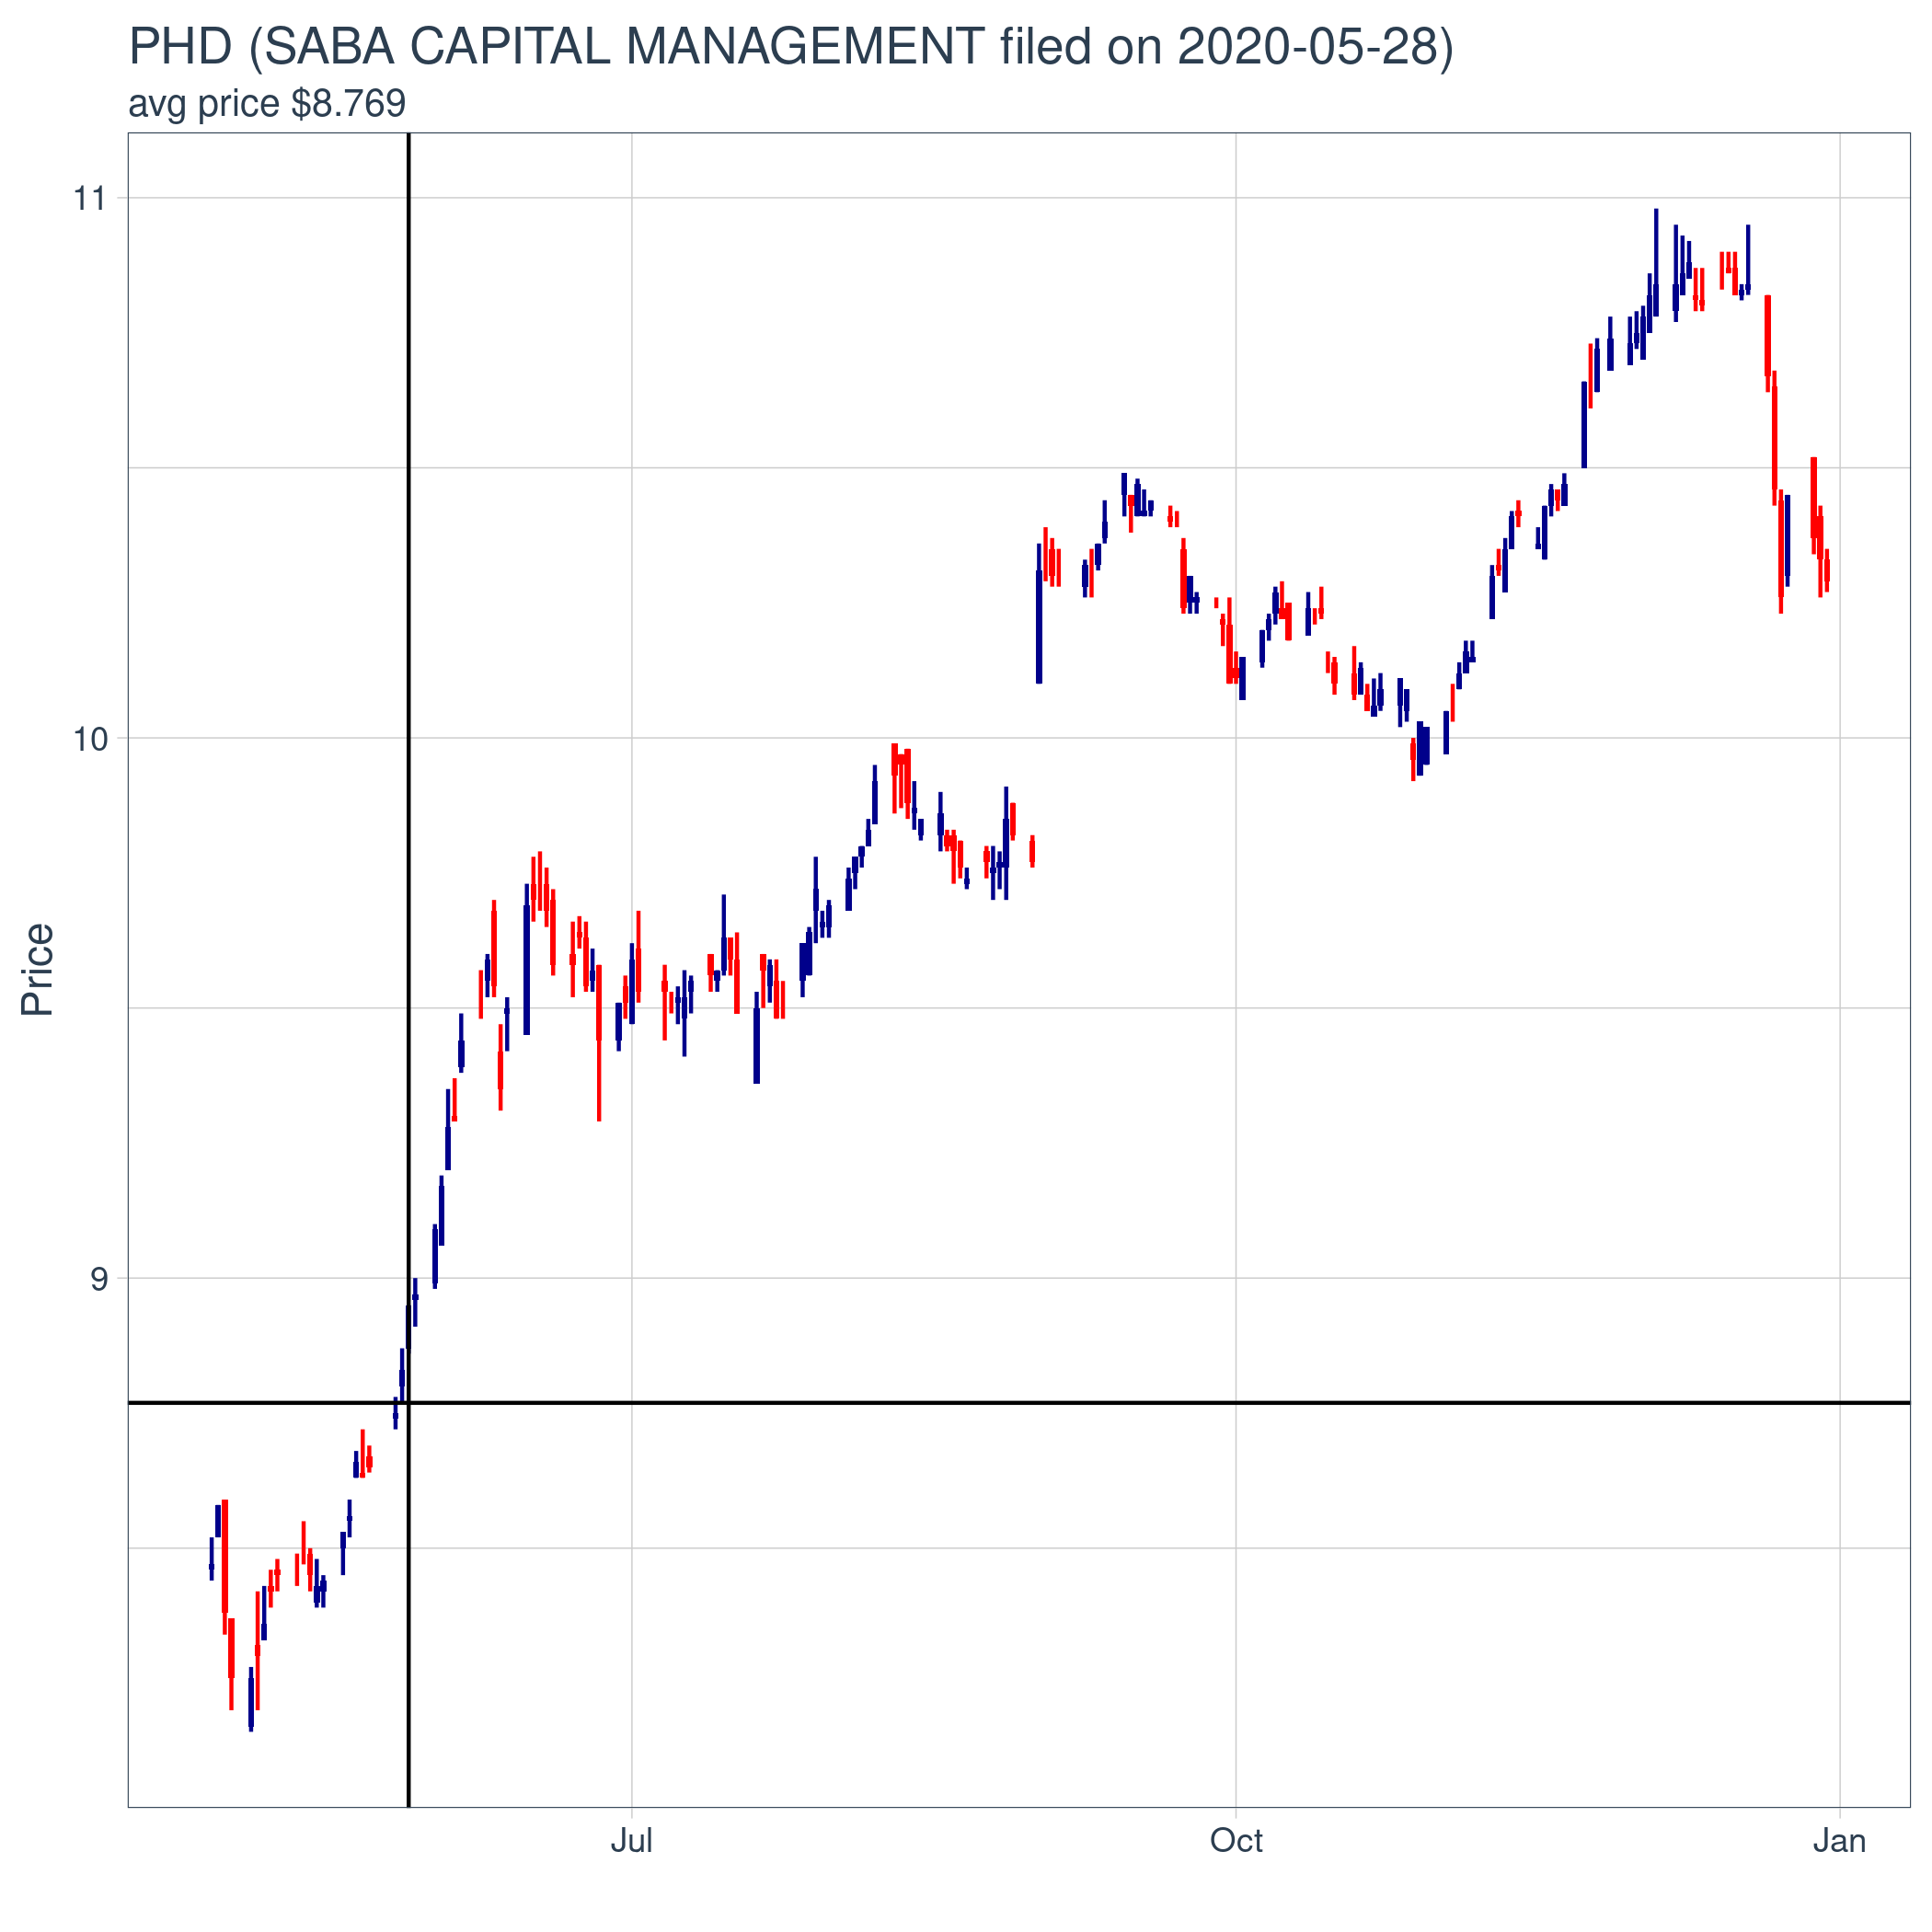 PHD (SABA CAPITAL MANAGEMENT filed on 2020-05-28)
avg price $8.769
11
10
9
Price
Jul Oct Jan